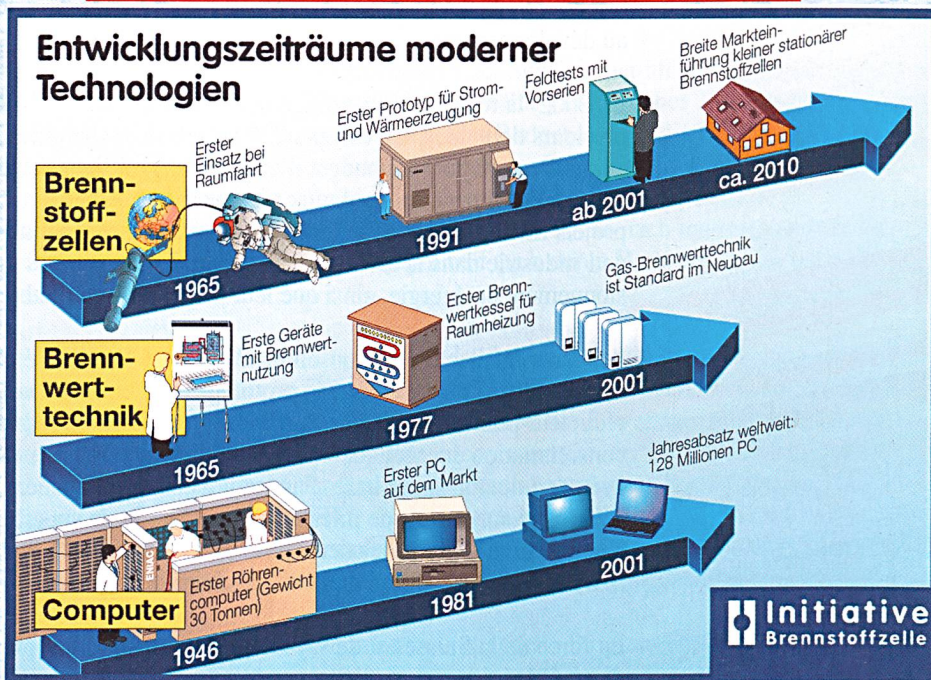 Entwicklungszeiträume moderner
Technologien
Brenn-
stoff-
zellen
Erster
Einsatz bei
Raumfahrt
1965
Erster Prototyp für Strom-
und Wärmeerzeugung
1991
Feldtests mit
Vorserien
ab 2001
Breite Marktein-
führung kleiner stationärer
Brennstoffzellen
ca. 2010
Brenn-
wert-
technik
Erste Geräte
mit Brennwert-
nutzung
1965
Erster Brenn-
wertkessel für
Raumheizung
1977
Gas-Brennwerttechnik
ist Standard im Neubau
2001
Computer
ENIAC
Erster Röhren-
computer (Gewicht
30 Tonnen)
1946
Erster PC
auf dem Markt
1981
Jahresabsatz weltweit:
128 Millionen PC
2001
Initiative
Brennstoffzelle